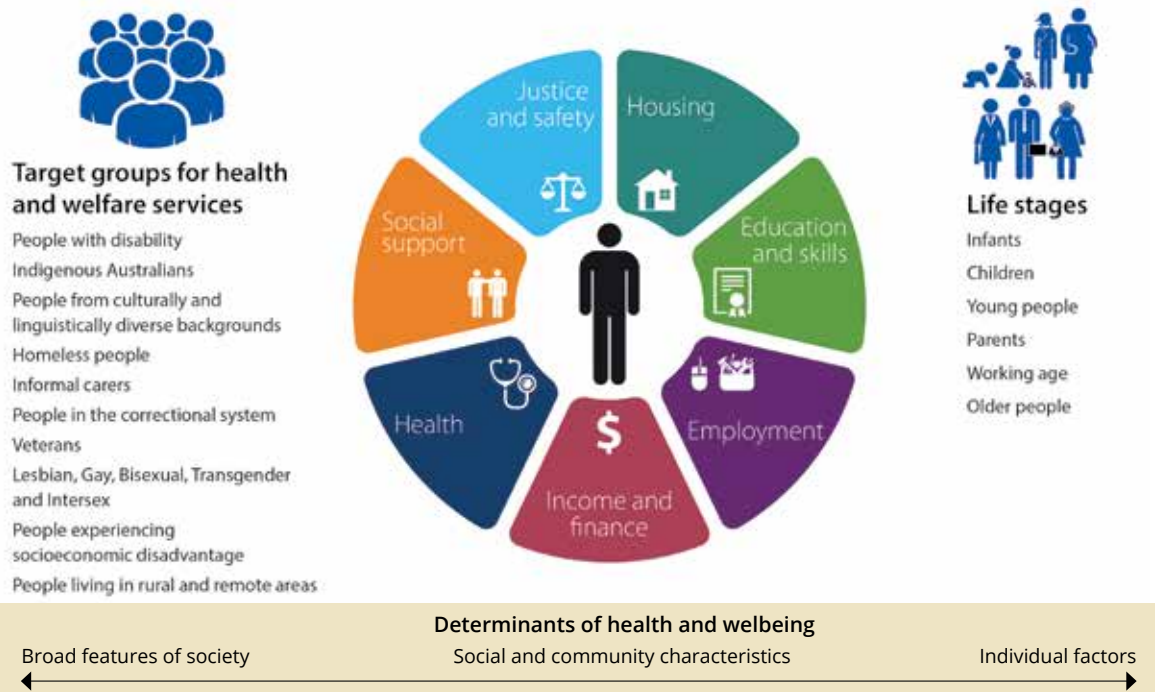 Target groups for health
and welfare services
People with disability
Indigenous Australians
People from culturally and
linguistically diverse backgrounds
Homeless people
Informal carers
People in the correctional system
Veterans
Lesbian, Gay, Bisexual, Transgender
and Intersex
People experiencing
socioeconomic disadvantage
People living in rural and remote areas
Justice
and safety
Housing
Social
support
Education
and skills
Health
$
Employment
Income and
finance
Life stages
Infants
Children
Young people
Parents
Working age
Older people
Determinants of health and welbeing
Broad features of society
Social and community characteristics
Individual factors